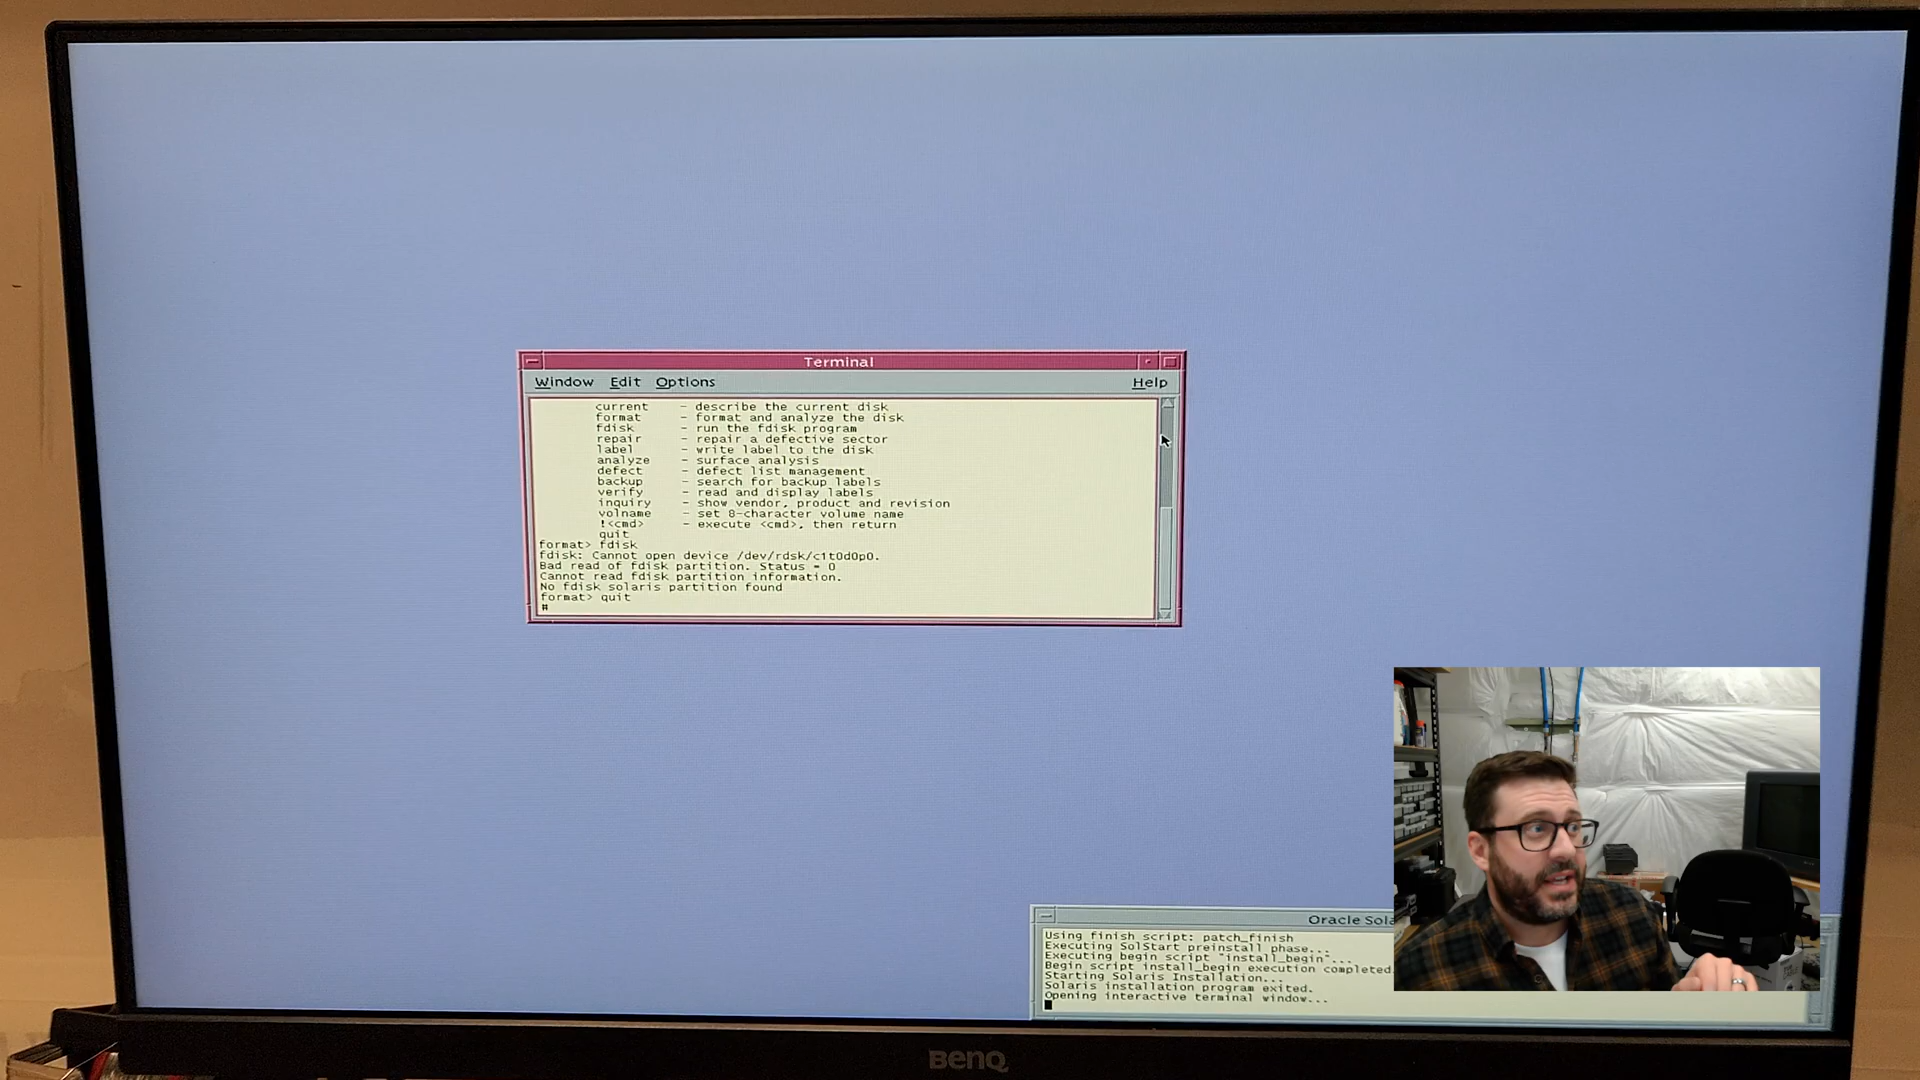 Terminal
Window Edit Options Help
current - describe the current disk
format - format and analyze the disk
fdisk - run the fdisk program
repair - repair a defective sector
label - write label to the disk
analyze - surface analysis
defect - defect list management
backup - search for backup labels
verify - read and display labels
inquiry - show vendor, product and revision
volname - set 8-character volume name
!<cmd> - execute <cmd>, then return
quit
format> fdisk
fdisk: Cannot open device /dev/rdsk/c1t0d0p0.
Bad read of fdisk partition. Status = 0
Cannot read fdisk partition information.
No fdisk solaris partition found
format> quit
#
Oracle Sola
Using finish script: patch_finish
Executing SolStart preinstall phase...
Executing begin script "install_begin"...
Begin script install_begin execution completed.
Starting Solaris Installation...
Solaris installation program exited.
Opening interactive terminal window...
BenQ